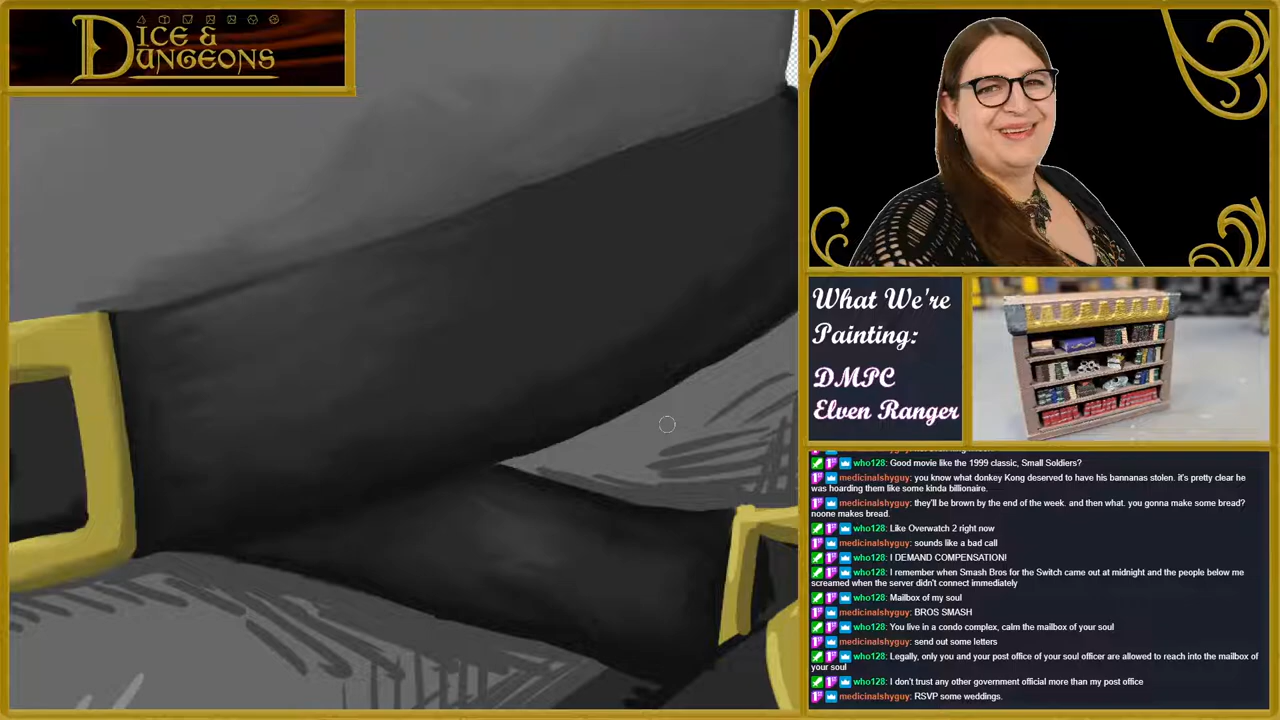 DICE &
DUNGEONS
What We're
Painting:
DMPC
Elven Ranger
who128: Good movie like the 1999 classic, Small Soldiers?
medicinalshyguy: you know what donkey Kong deserved to have his bannanas stolen. it's pretty clear he
was hoarding them like some kinda billionaire.
medicinalshyguy: they'll be brown by the end of the week. and then what. you gonna make some bread?
noone makes bread.
who128: Like Overwatch 2 right now
medicinalshyguy: sounds like a bad call
who128: I DEMAND COMPENSATION!
who128: I remember when Smash Bros for the Switch came out at midnight and the people below me
screamed when the server didn't connect immediately
who128: Mailbox of my soul
medicinalshyguy: BROS SMASH
who128: You live in a condo complex, calm the mailbox of your soul
medicinalshyguy: send out some letters
who128: Legally, only you and your post office of your soul officer are allowed to reach into the mailbox of
your soul
who128: I don't trust any other government official more than my post office
medicinalshyguy: RSVP some weddings.